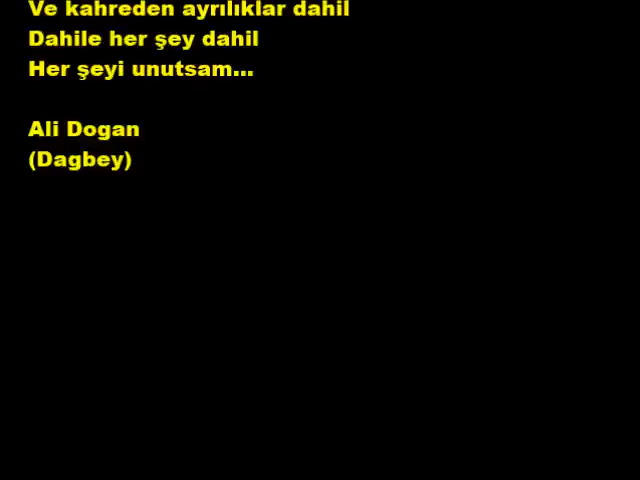 Ve kahreden ayrılıklar dahil
Dahile her şey dahil
Her şeyi unutsam...
Ali Dogan
(Dagbey)